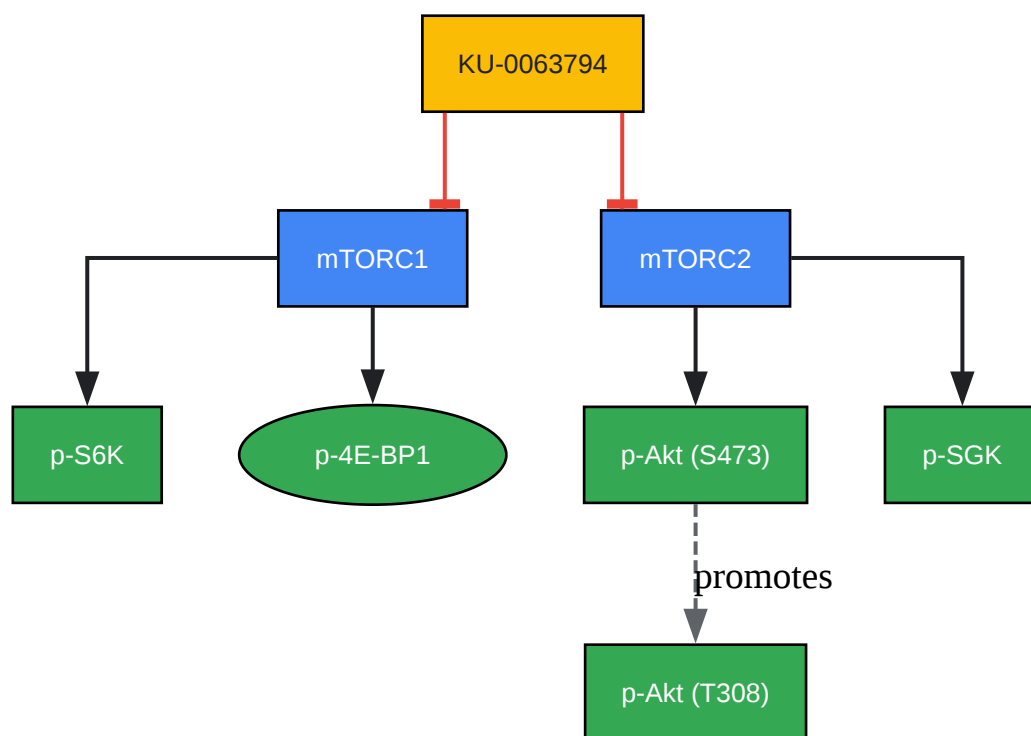 KU-0063794
mTORC1
mTORC2
p-S6K
p-4E-BP1
p-Akt (S473)
p-SGK
promotes
p-Akt (T308)